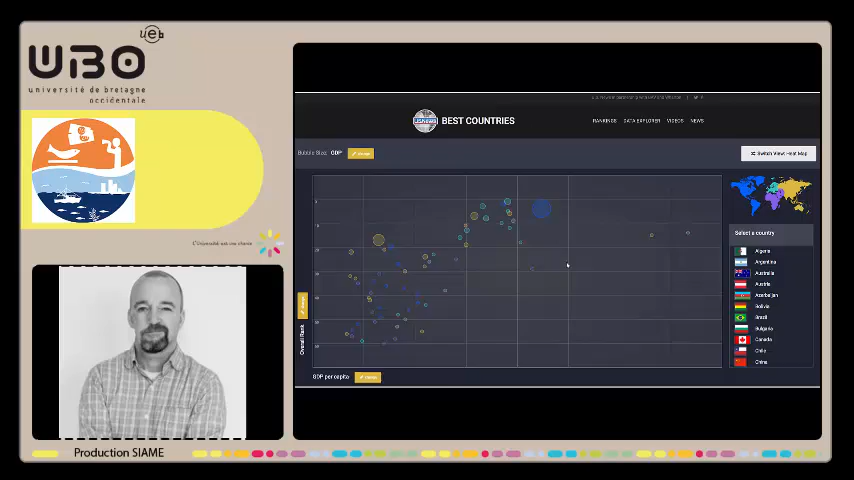 ueb
UBO
université de bretagne
occidentale
L'Université est une chance
Production SIAME
US NEWS
BEST COUNTRIES
RANKINGS
DATA EXPLORER
VIDEOS
NEWS
Bubble Size: GDP
Switch View: Heat Map
Overall Rank
GDP per capita
Select a country
Algeria
Argentina
Australia
Austria
Azerbaijan
Bolivia
Brazil
Bulgaria
Canada
Chile
China